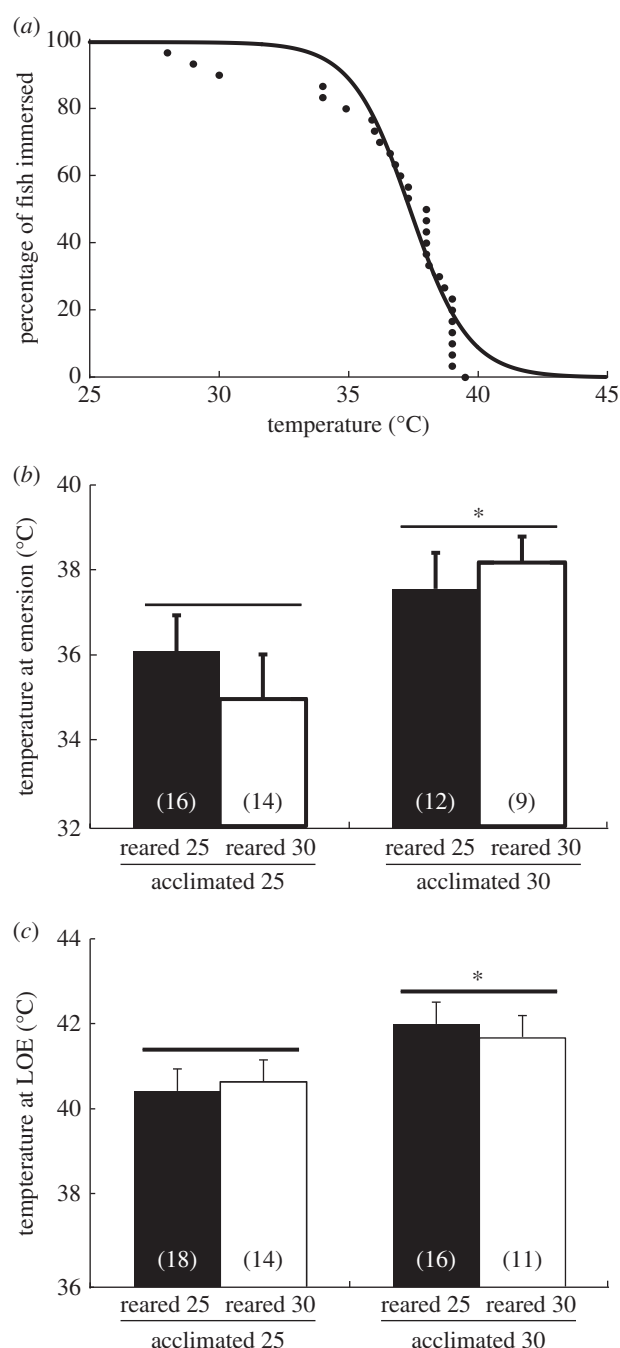 (a)
100
80
60
40
20
0
percentage of fish immersed
25 30 35 40 45
temperature (°C)
(b)
40
38
36
34
32
temperature at emersion (°C)
*
(16) (14) (12) (9)
reared 25 reared 30 reared 25 reared 30
acclimated 25 acclimated 30
(c)
44
42
40
38
36
tempterature at LOE (°C)
*
(18) (14) (16) (11)
reared 25 reared 30 reared 25 reared 30
acclimated 25 acclimated 30